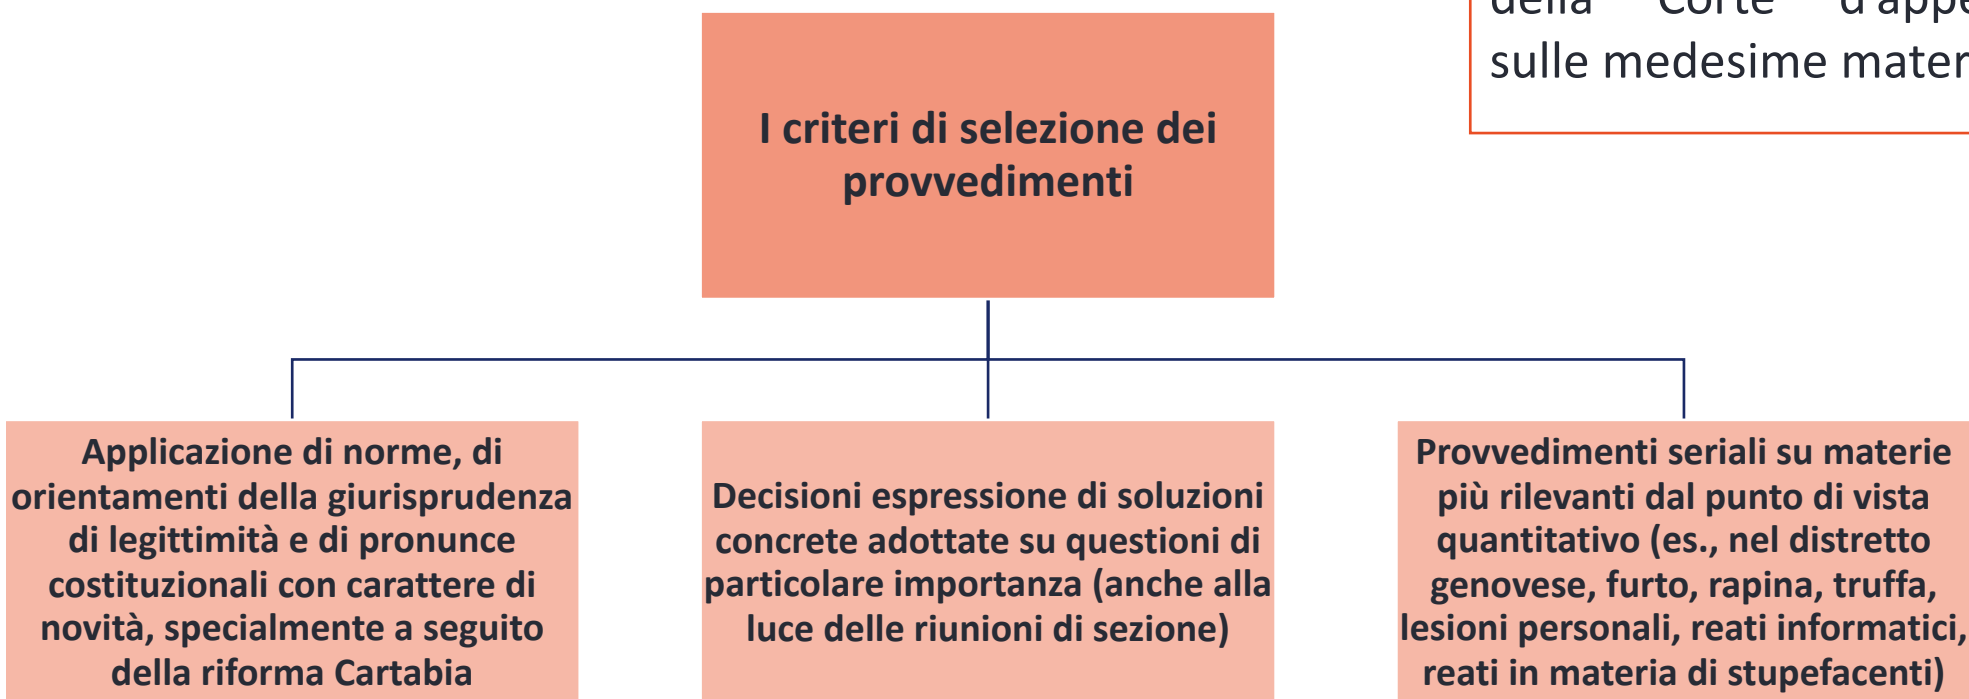 della Corte
sulle medesime
I criteri di selezione dei
provvedimenti
Applicazione di norme, di
orientamenti della giurisprudenza
di legittimità e di pronunce
costituzionali con carattere di
novità, specialmente a seguito
della riforma Cartabia
Decisioni espressione di soluzioni
concrete adottate su questioni di
particolare importanza (anche alla
luce delle riunioni di sezione)
Provvedimenti seriali su materie
più rilevanti dal punto di vista
quantitativo (es., nel distretto
genovese, furto, rapina, truffa,
lesioni personali, reati informatici,
reati in materia di stupefacenti)